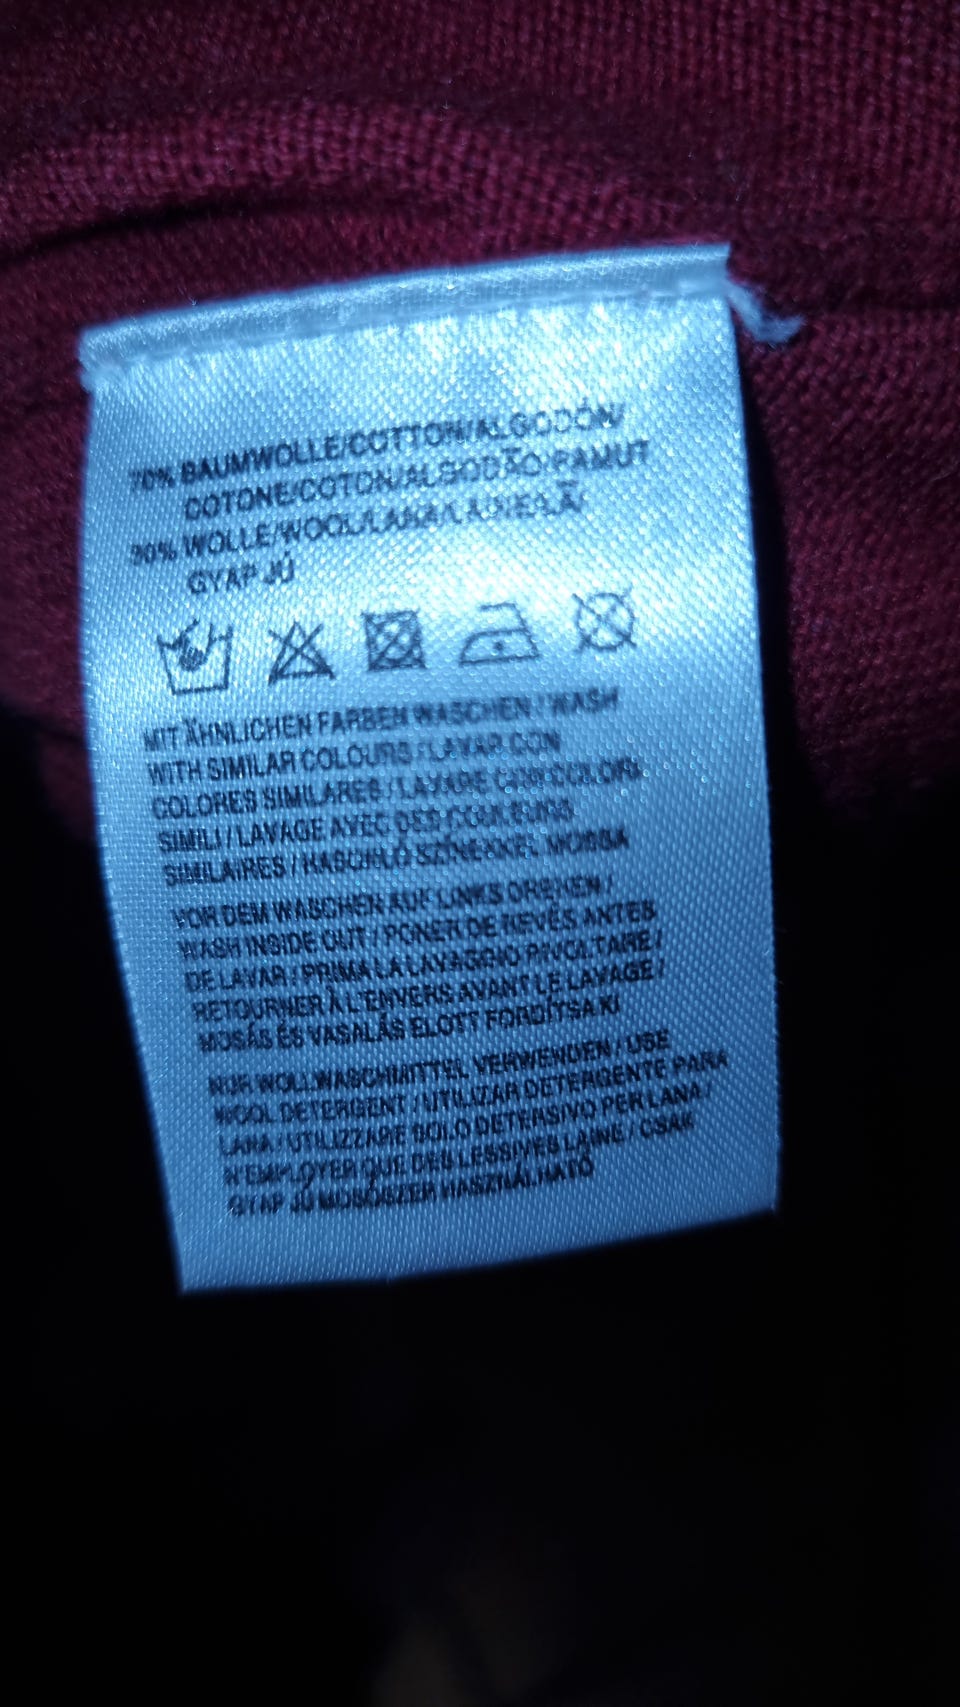 70% BAUMWOLLE/COTTON/ALGODÓN/
COTONE/COTON/ALGODÃO/PAMUT
30% WOLLE/WOOL/LANA/LAINE/LÃ/
GYAPJÚ
MIT ÄHNLICHEN FARBEN WASCHEN / WASH
WITH SIMILAR COLOURS / LAVAR CON
COLORES SIMILARES / LAVARE CON COLORI
SIMILI / LAVAGE AVEC DES COULEURS
SIMILAIRES / HASONLÓ SZÍNEKKEL MOSSA
VOR DEM WASCHEN AUF LINKS DREHEN /
WASH INSIDE OUT / PONER DE REVÉS ANTES
DE LAVAR / PRIMA LA LAVAGGIO RIVOLTARE /
RETOURNER À L'ENVERS AVANT LE LAVAGE /
MOSÁS ÉS VASALÁS ELOTT FORDÍTSA KI
NUR WOLLWASCHMITTEL VERWENDEN / USE
WOOL DETERGENT / UTILIZAR DETERGENTE PARA
LANA / UTILIZZARE SOLO DETERSIVO PER LANA /
N'EMPLOYER QUE DES LESSIVES LAINE / CSAK
GYAPJÚ MOSÓSZER HASZNÁLHATÓ